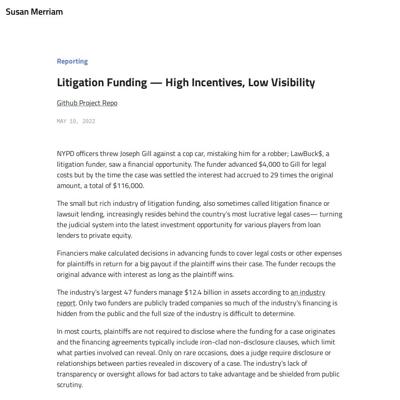 Susan Merriam
Reporting
Litigation Funding — High Incentives, Low Visibility
Github Project Repo
MAY 10, 2022
NYPD officers threw Joseph Gill against a cop car, mistaking him for a robber; LawBuck$, a
litigation funder, saw a financial opportunity. The funder advanced $4,000 to Gill for legal
costs but by the time the case was settled the interest had accrued to 29 times the original
amount, a total of $116,000.
The small but rich industry of litigation funding, also sometimes called litigation finance or
lawsuit lending, increasingly resides behind the country's most lucrative legal cases— turning
the judicial system into the latest investment opportunity for various players from loan
lenders to private equity.
Financiers make calculated decisions in advancing funds to cover legal costs or other expenses
for plaintiffs in return for a big payout if the plaintiff wins their case. The funder recoups the
original advance with interest as long as the plaintiff wins.
The industry's largest 47 funders manage $12.4 billion in assets according to an industry
report. Only two funders are publicly traded companies so much of the industry's financing is
hidden from the public and the full size of the industry is difficult to determine.
In most courts, plaintiffs are not required to disclose where the funding for a case originates
and the financing agreements typically include iron-clad non-disclosure clauses, which limit
what parties involved can reveal. Only on rare occasions, does a judge require disclosure or
relationships between parties revealed in discovery of a case. The industry's lack of
transparency or oversight allows for bad actors to take advantage and be shielded from public
scrutiny.